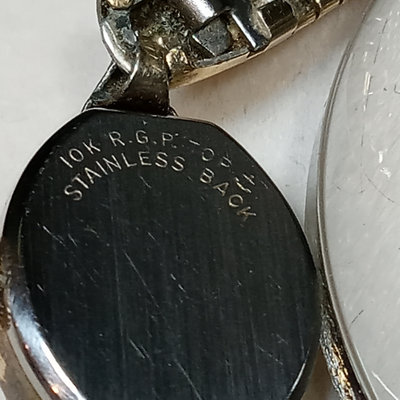 10K R.G.P. TOP
STAINLESS BACK